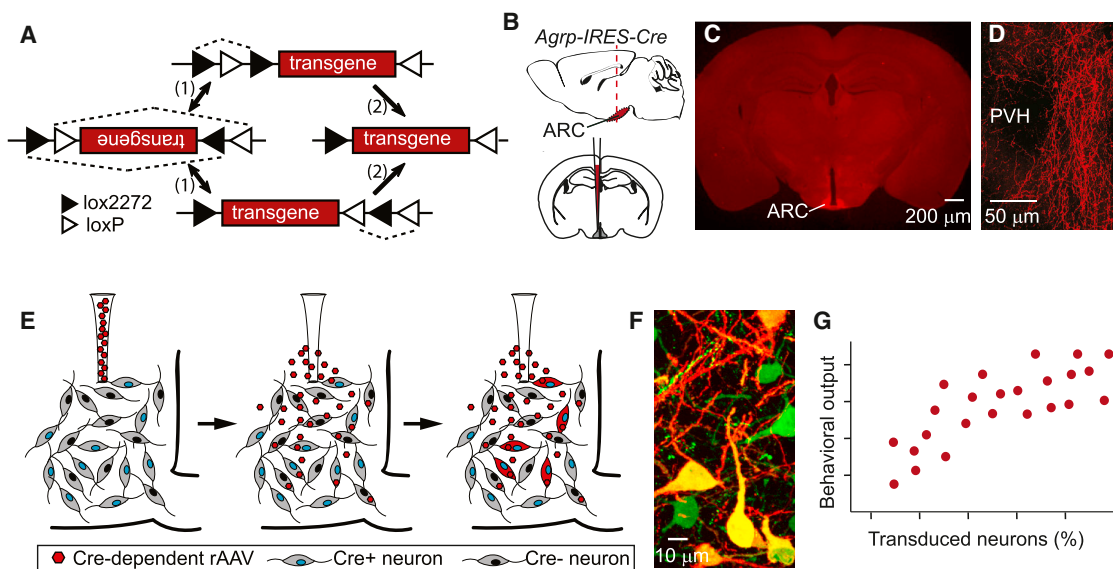 A
transgene
(1)
(2)
transgene
transgene
(1)
(2)
transgene
lox2272
loxP
B
Agrp-IRES-Cre
ARC
C
ARC
200 µm
D
PVH
50 µm
E
Cre-dependent rAAV
Cre+ neuron
Cre- neuron
F
10 µm
G
Behavioral output
Transduced neurons (%)